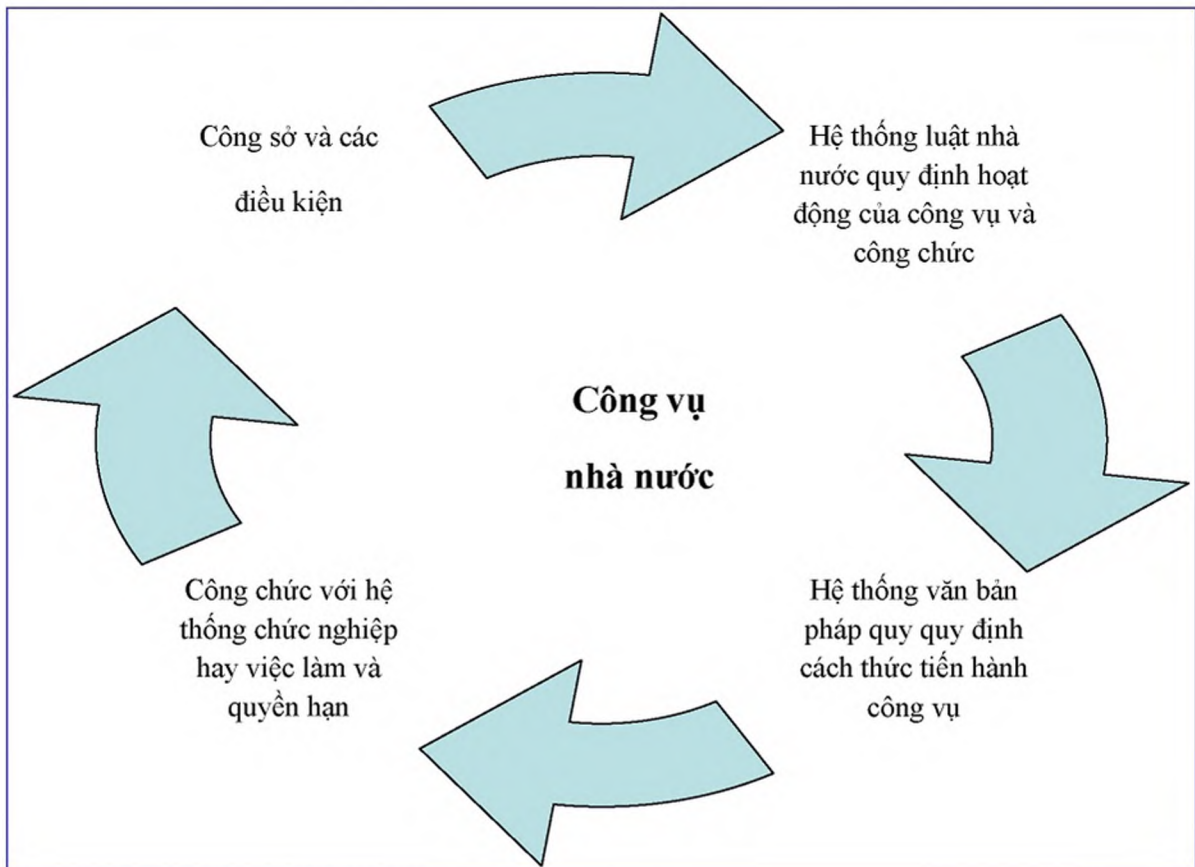 Công sở và các
điều kiện
Hệ thống luật nhà
nước quy định hoạt
động của công vụ và
công chức
Công vụ
nhà nước
Công chức với hệ
thống chức nghiệp
hay việc làm và
quyền hạn
Hệ thống văn bản
pháp quy quy định
cách thức tiến hành
công vụ